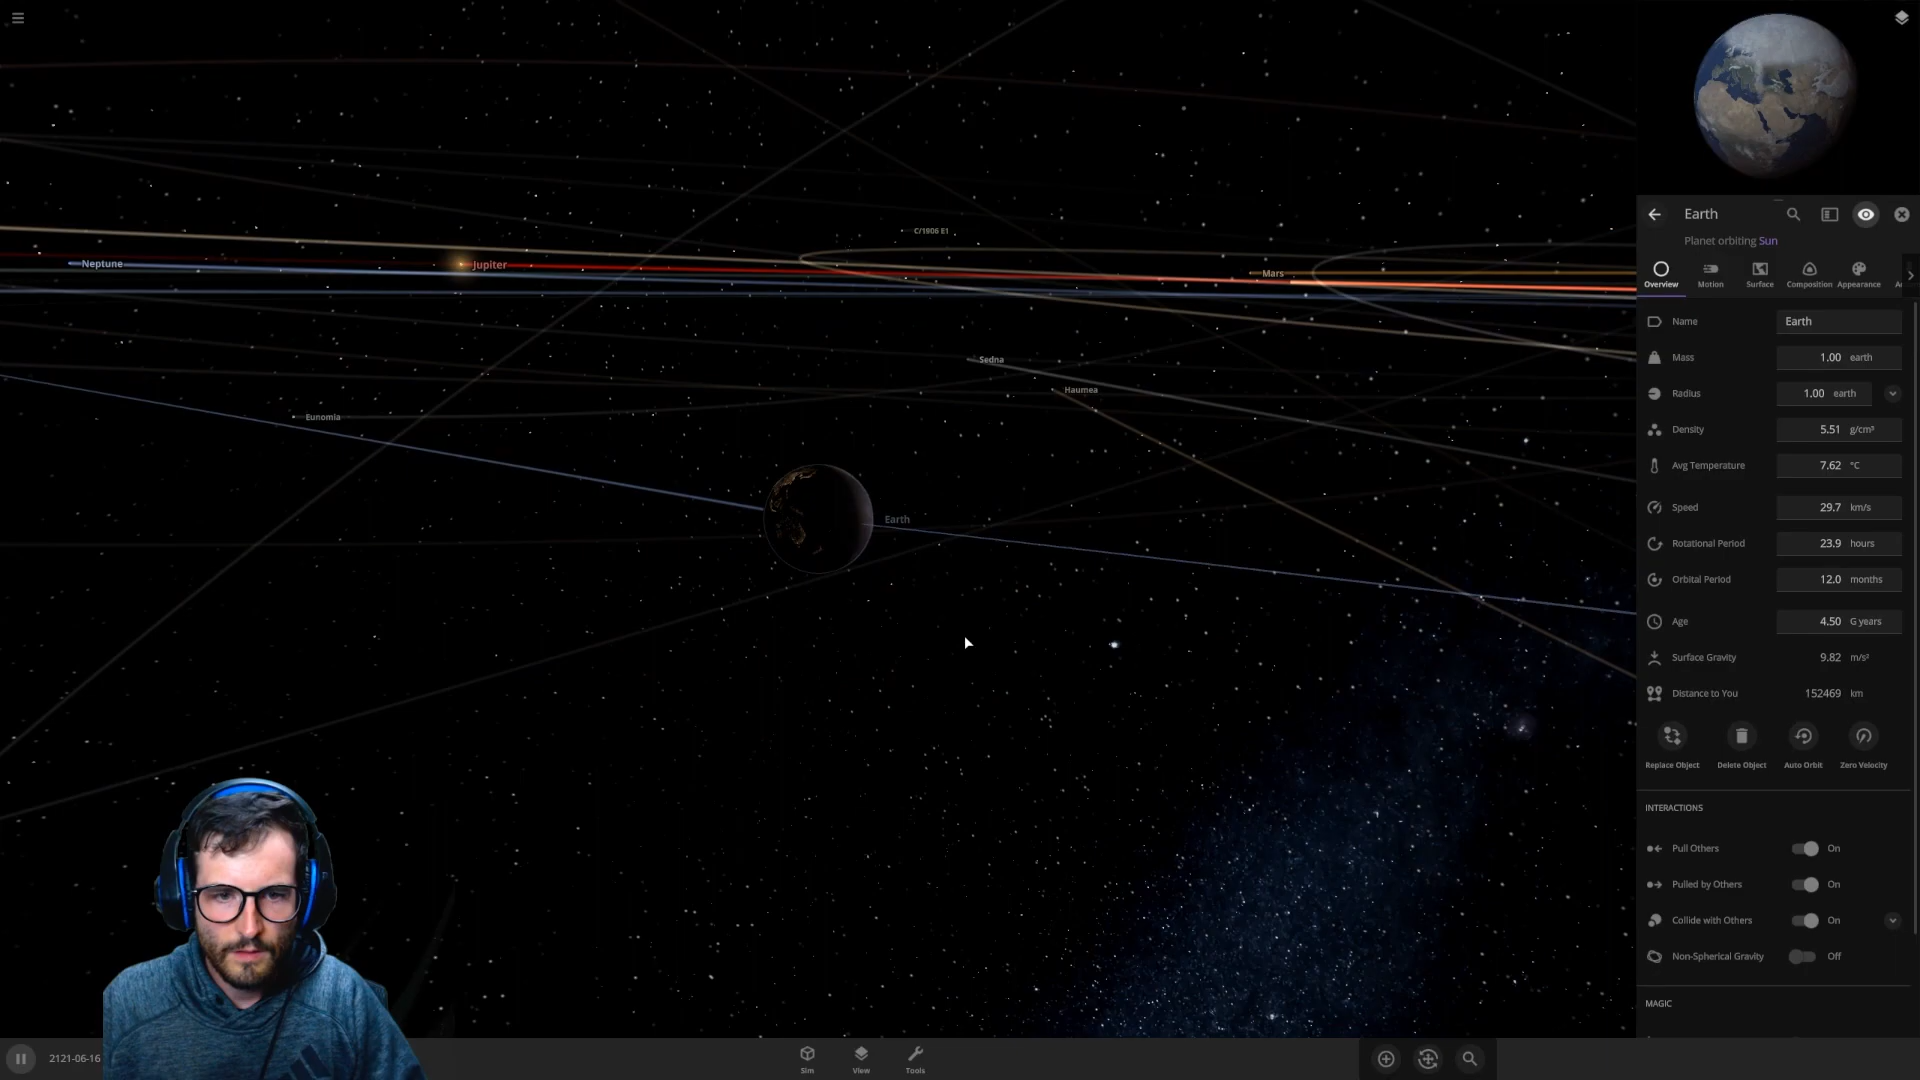 C/1906 E1
Neptune
Jupiter
Mars
Sedna
Haumea
Eunomia
Earth
Earth
Planet orbiting Sun
Overview Motion Surface Composition Appearance
Name Earth
Mass 1.00 earth
Radius 1.00 earth
Density 5.51 g/cm³
Avg Temperature 7.62 °C
Speed 29.7 km/s
Rotational Period 23.9 hours
Orbital Period 12.0 months
Age 4.50 G years
Surface Gravity 9.82 m/s²
Distance to You 152469 km
Replace Object Delete Object Auto Orbit Zero Velocity
INTERACTIONS
Pull Others On
Pulled by Others On
Collide with Others On
Non-Spherical Gravity Off
MAGIC
2121-06-16
Sim View Tools